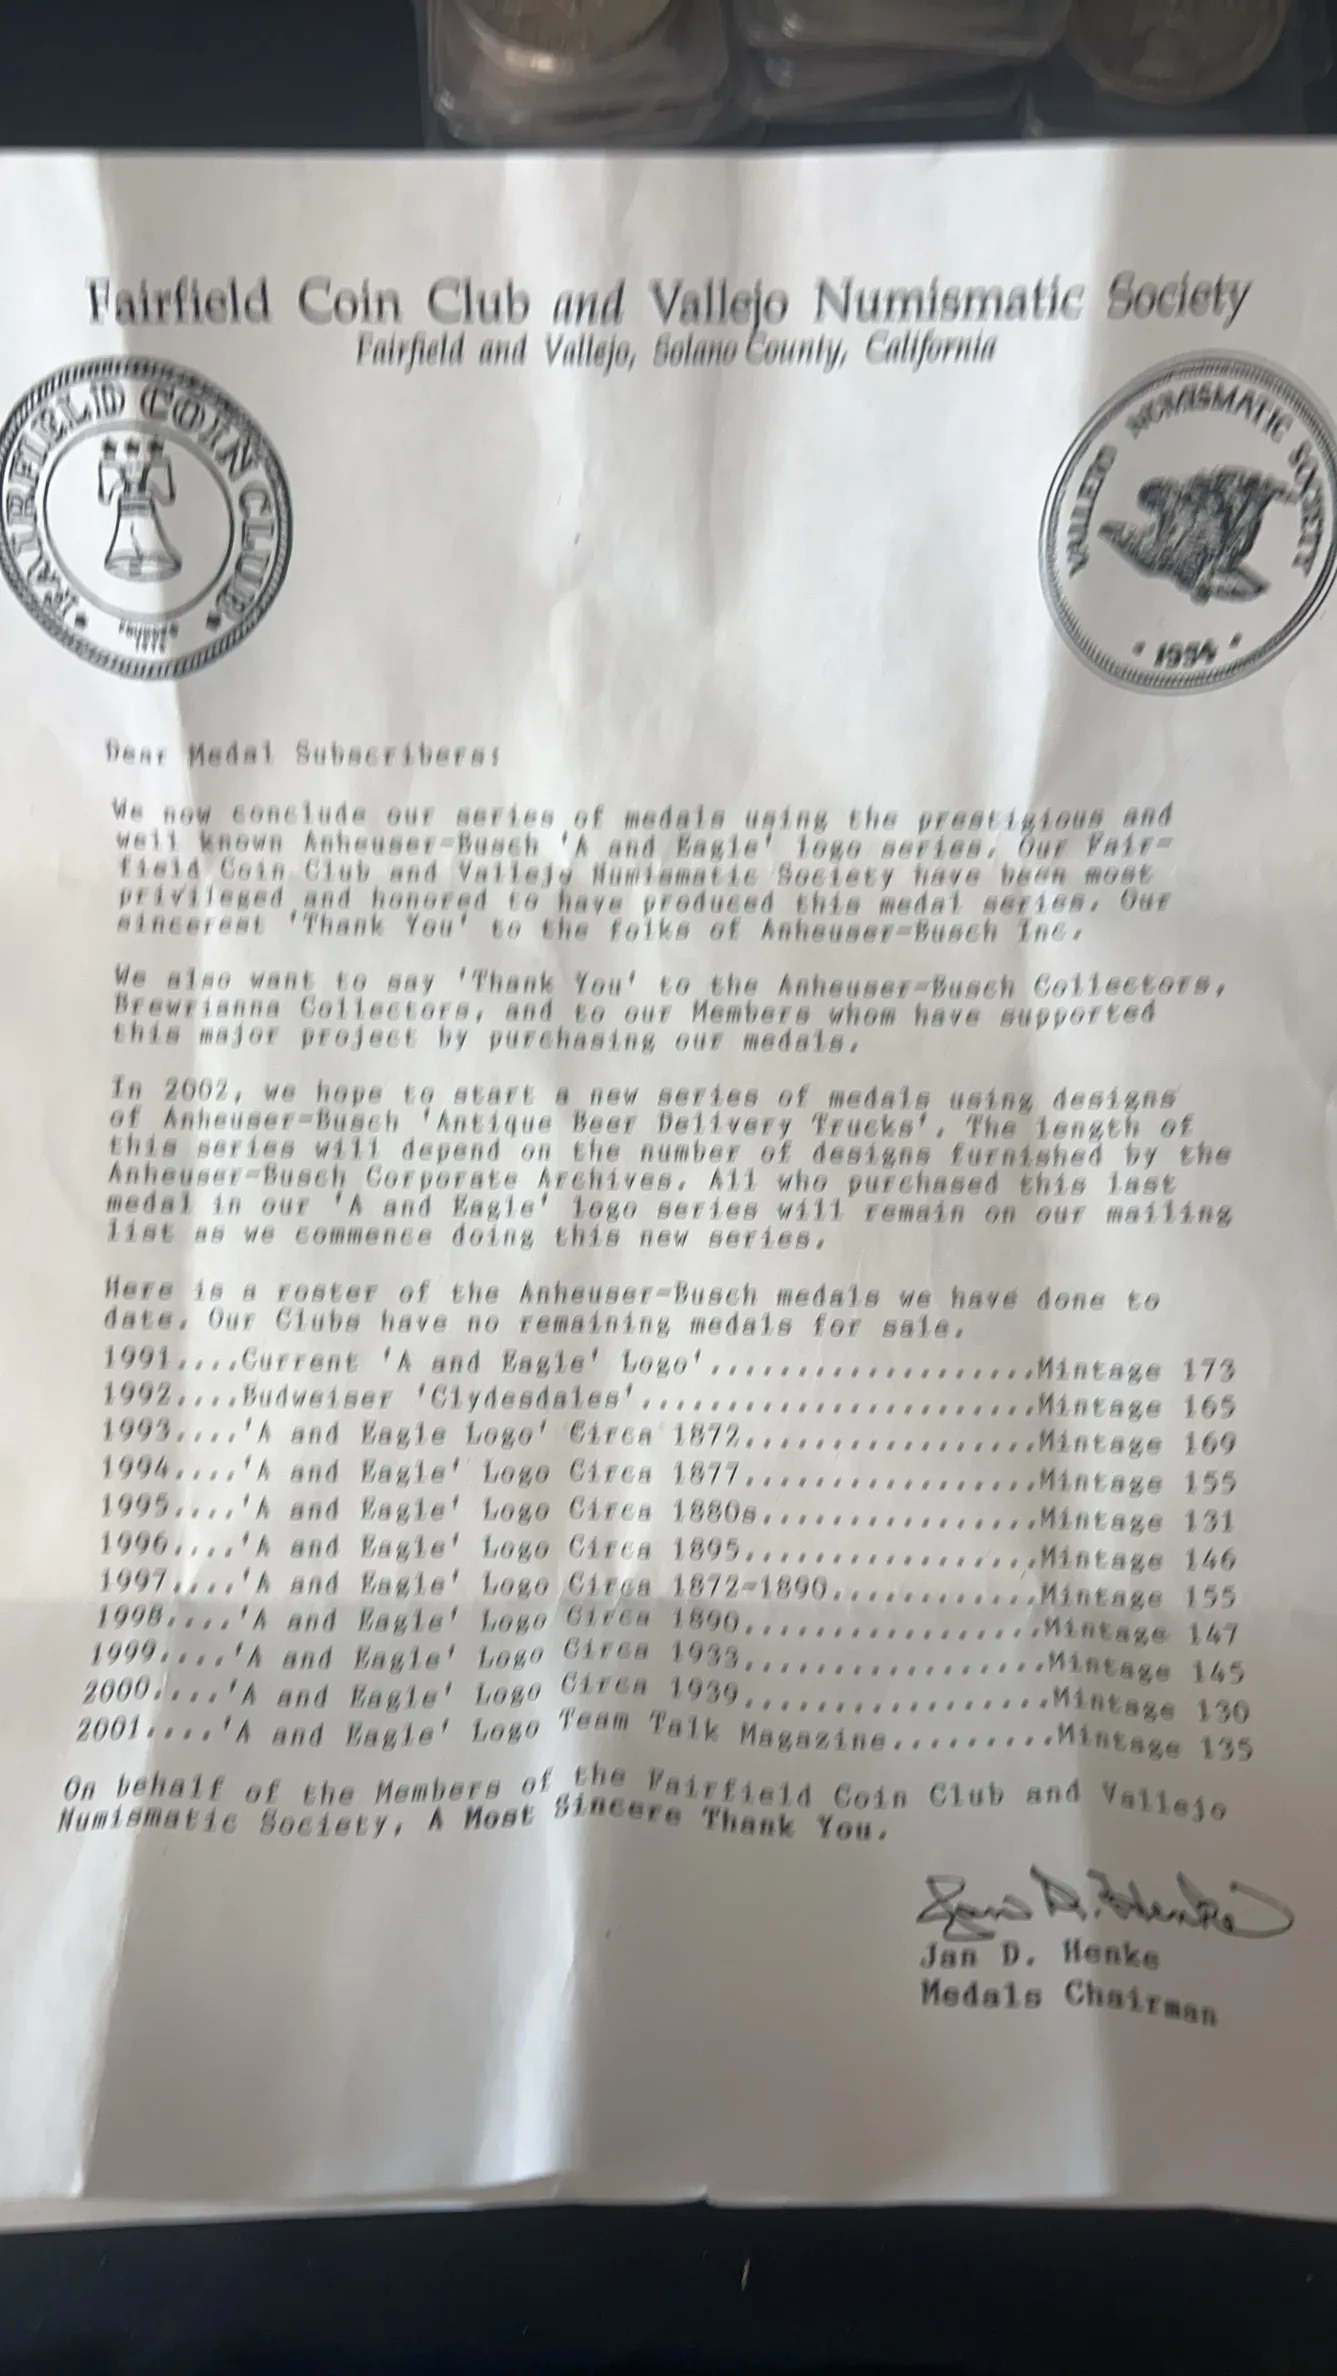 Fairfield Coin Club and Vallejo Numismatic Society
Fairfield and Vallejo, Solano County, California
FAIRFIELD COIN CLUB
VALLEJO NUMISMATIC SOCIETY
1954
Dear Medal Subscribers:
We now conclude our series of medals using the prestigious and
well known Anheuser-Busch 'A and Eagle' logo series. Our Fair-
field Coin Club and Vallejo Numismatic Society have been most
privileged and honored to have produced this medal series. Our
sincerest 'Thank You' to the folks of Anheuser-Busch Inc.
We also want to say 'Thank You' to the Anheuser-Busch Collectors,
Brewrianna Collectors, and to our Members whom have supported
this major project by purchasing our medals.
In 2002, we hope to start a new series of medals using designs
of Anheuser-Busch 'Antique Beer Delivery Trucks'. The length of
this series will depend on the number of designs furnished by the
Anheuser-Busch Corporate Archives. All who purchased this last
medal in our 'A and Eagle' logo series will remain on our mailing
list as we commence doing this new series.
Here is a roster of the Anheuser-Busch medals we have done to
date. Our Clubs have no remaining medals for sale.
1991....Current 'A and Eagle' Logo'...................Mintage 173
1992....Budweiser 'Clydesdales'.......................Mintage 165
1993....'A and Eagle Logo' Circa 1872.................Mintage 169
1994....'A and Eagle' Logo Circa 1877.................Mintage 155
1995....'A and Eagle' Logo Circa 1880s................Mintage 131
1996....'A and Eagle' Logo Circa 1895.................Mintage 146
1997....'A and Eagle' Logo Circa 1872-1890............Mintage 155
1998....'A and Eagle' Logo Circa 1890.................Mintage 147
1999....'A and Eagle' Logo Circa 1933.................Mintage 145
2000....'A and Eagle' Logo Circa 1939.................Mintage 130
2001....'A and Eagle' Logo Team Talk Magazine.........Mintage 135
On behalf of the Members of the Fairfield Coin Club and Vallejo
Numismatic Society, A Most Sincere Thank You.
Jan D. Henke
Jan D. Henke
Medals Chairman